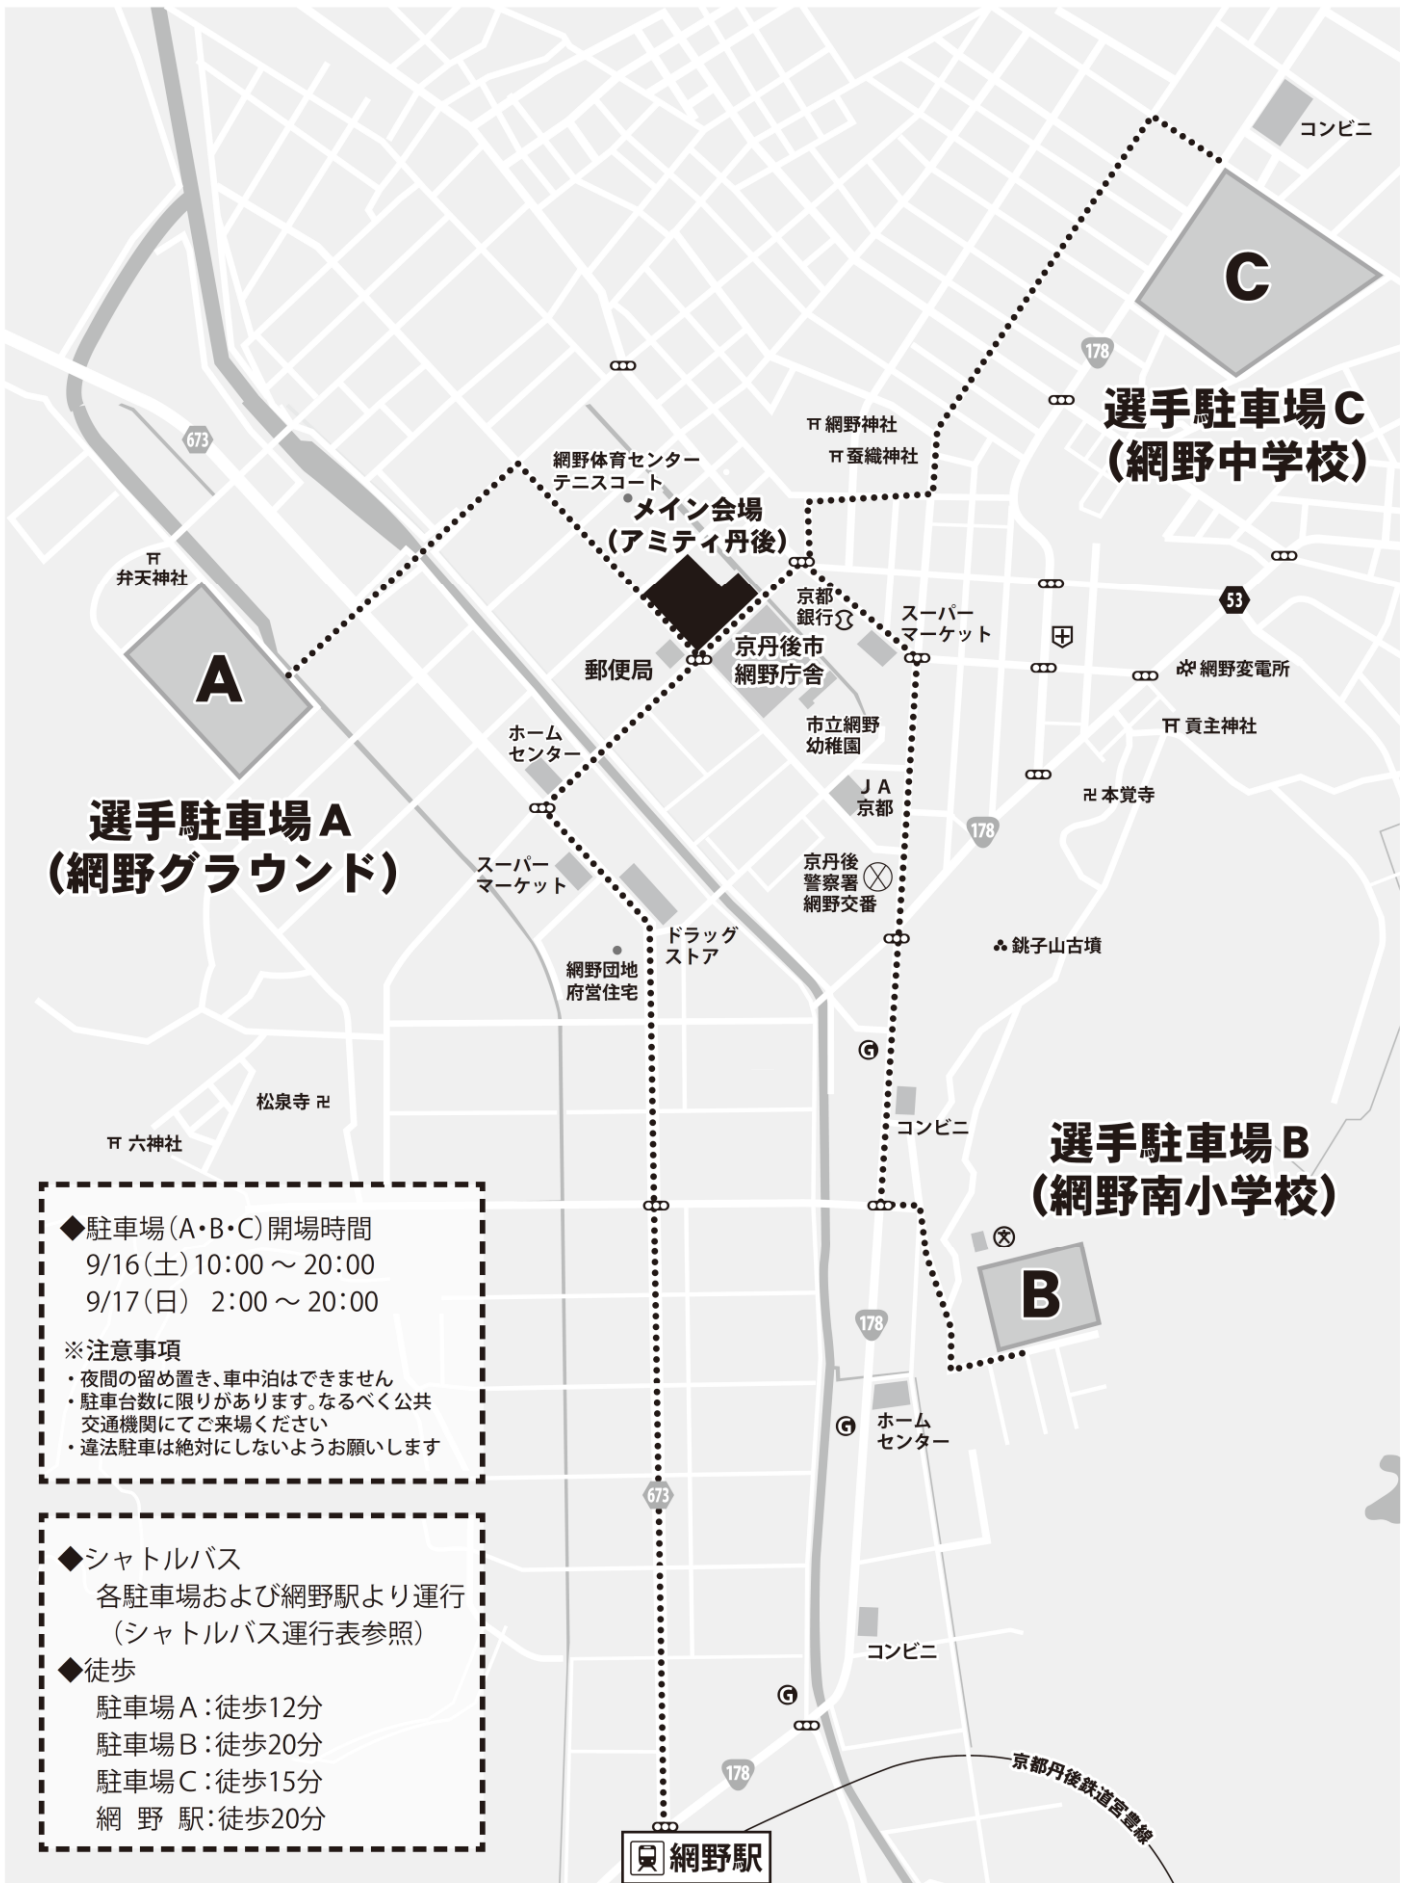 コンビニ
C
178
選手駐車場C
（網野中学校）
673
网野神社
蚕織神社
網野体育センター
テニスコート
メイン会場
（アミティ丹後）
弁天神社
A
京都
銀行
スーパー
マーケット
53
郵便局
京丹後市
網野庁舎
網野変電所
市立網野
幼稚園
貢主神社
ホーム
センター
JA
京都
本覚寺
選手駐車場A
（網野グラウンド）
178
スーパー
マーケット
京丹後
警察署
網野交番
ドラッグ
ストア
銚子山古墳
網野団地
府営住宅
G
松泉寺
コンビニ
六神社
選手駐車場B
（網野南小学校）
文
B
178
◆駐車場（A・B・C）開場時間
9/16（土）10：00 ～ 20：00
9/17（日） 2：00 ～ 20：00
※注意事項
・夜間の留め置き、車中泊はできません
・駐車台数に限りがあります。なるべく公共
交通機関にてご来場ください
・違法駐車は絶対にしないようお願いします
G
ホーム
センター
673
◆シャトルバス
各駐車場および網野駅より運行
（シャトルバス運行表参照）
◆徒歩
駐車場A：徒歩12分
駐車場B：徒歩20分
駐車場C：徒歩15分
網 野 駅：徒歩20分
コンビニ
G
178
京都丹後鉄道宮豊線
網野駅